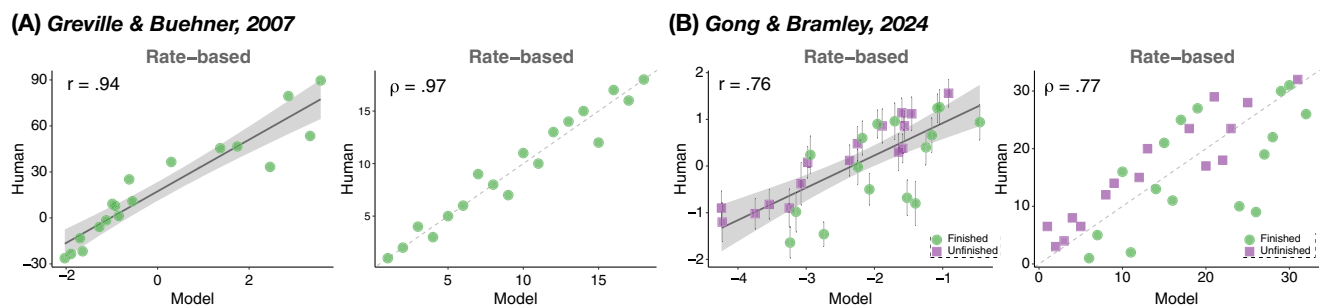 (A) Greville & Buehner, 2007
Rate−based
r = .94
90
60
30
0
−30
−2
0
2
Human
Model
Rate−based
ρ = .97
15
10
5
5
10
15
Human
Model
(B) Gong & Bramley, 2024
Rate−based
r = .76
2
1
0
−1
−2
−4
−3
−2
−1
Human
Model
Finished
Unfinished
Rate−based
ρ = .77
30
20
10
0
0
10
20
30
Human
Model
Finished
Unfinished